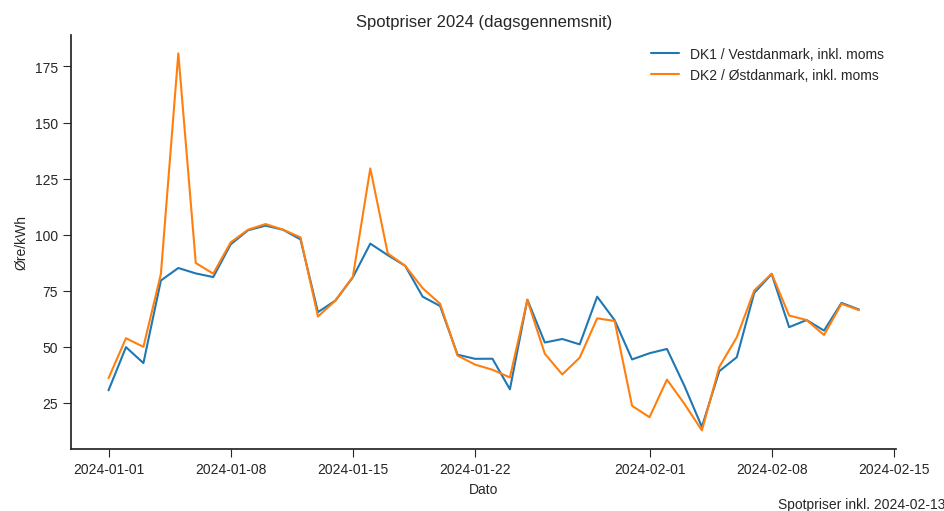 Spotpriser 2024 (dagsgennemsnit)
DK1 / Vestdanmark, inkl. moms
DK2 / Østdanmark, inkl. moms
175
150
125
100
75
50
25
Øre/kWh
2024-01-01 2024-01-08 2024-01-15 2024-01-22 2024-02-01 2024-02-08 2024-02-15
Dato
Spotpriser inkl. 2024-02-13